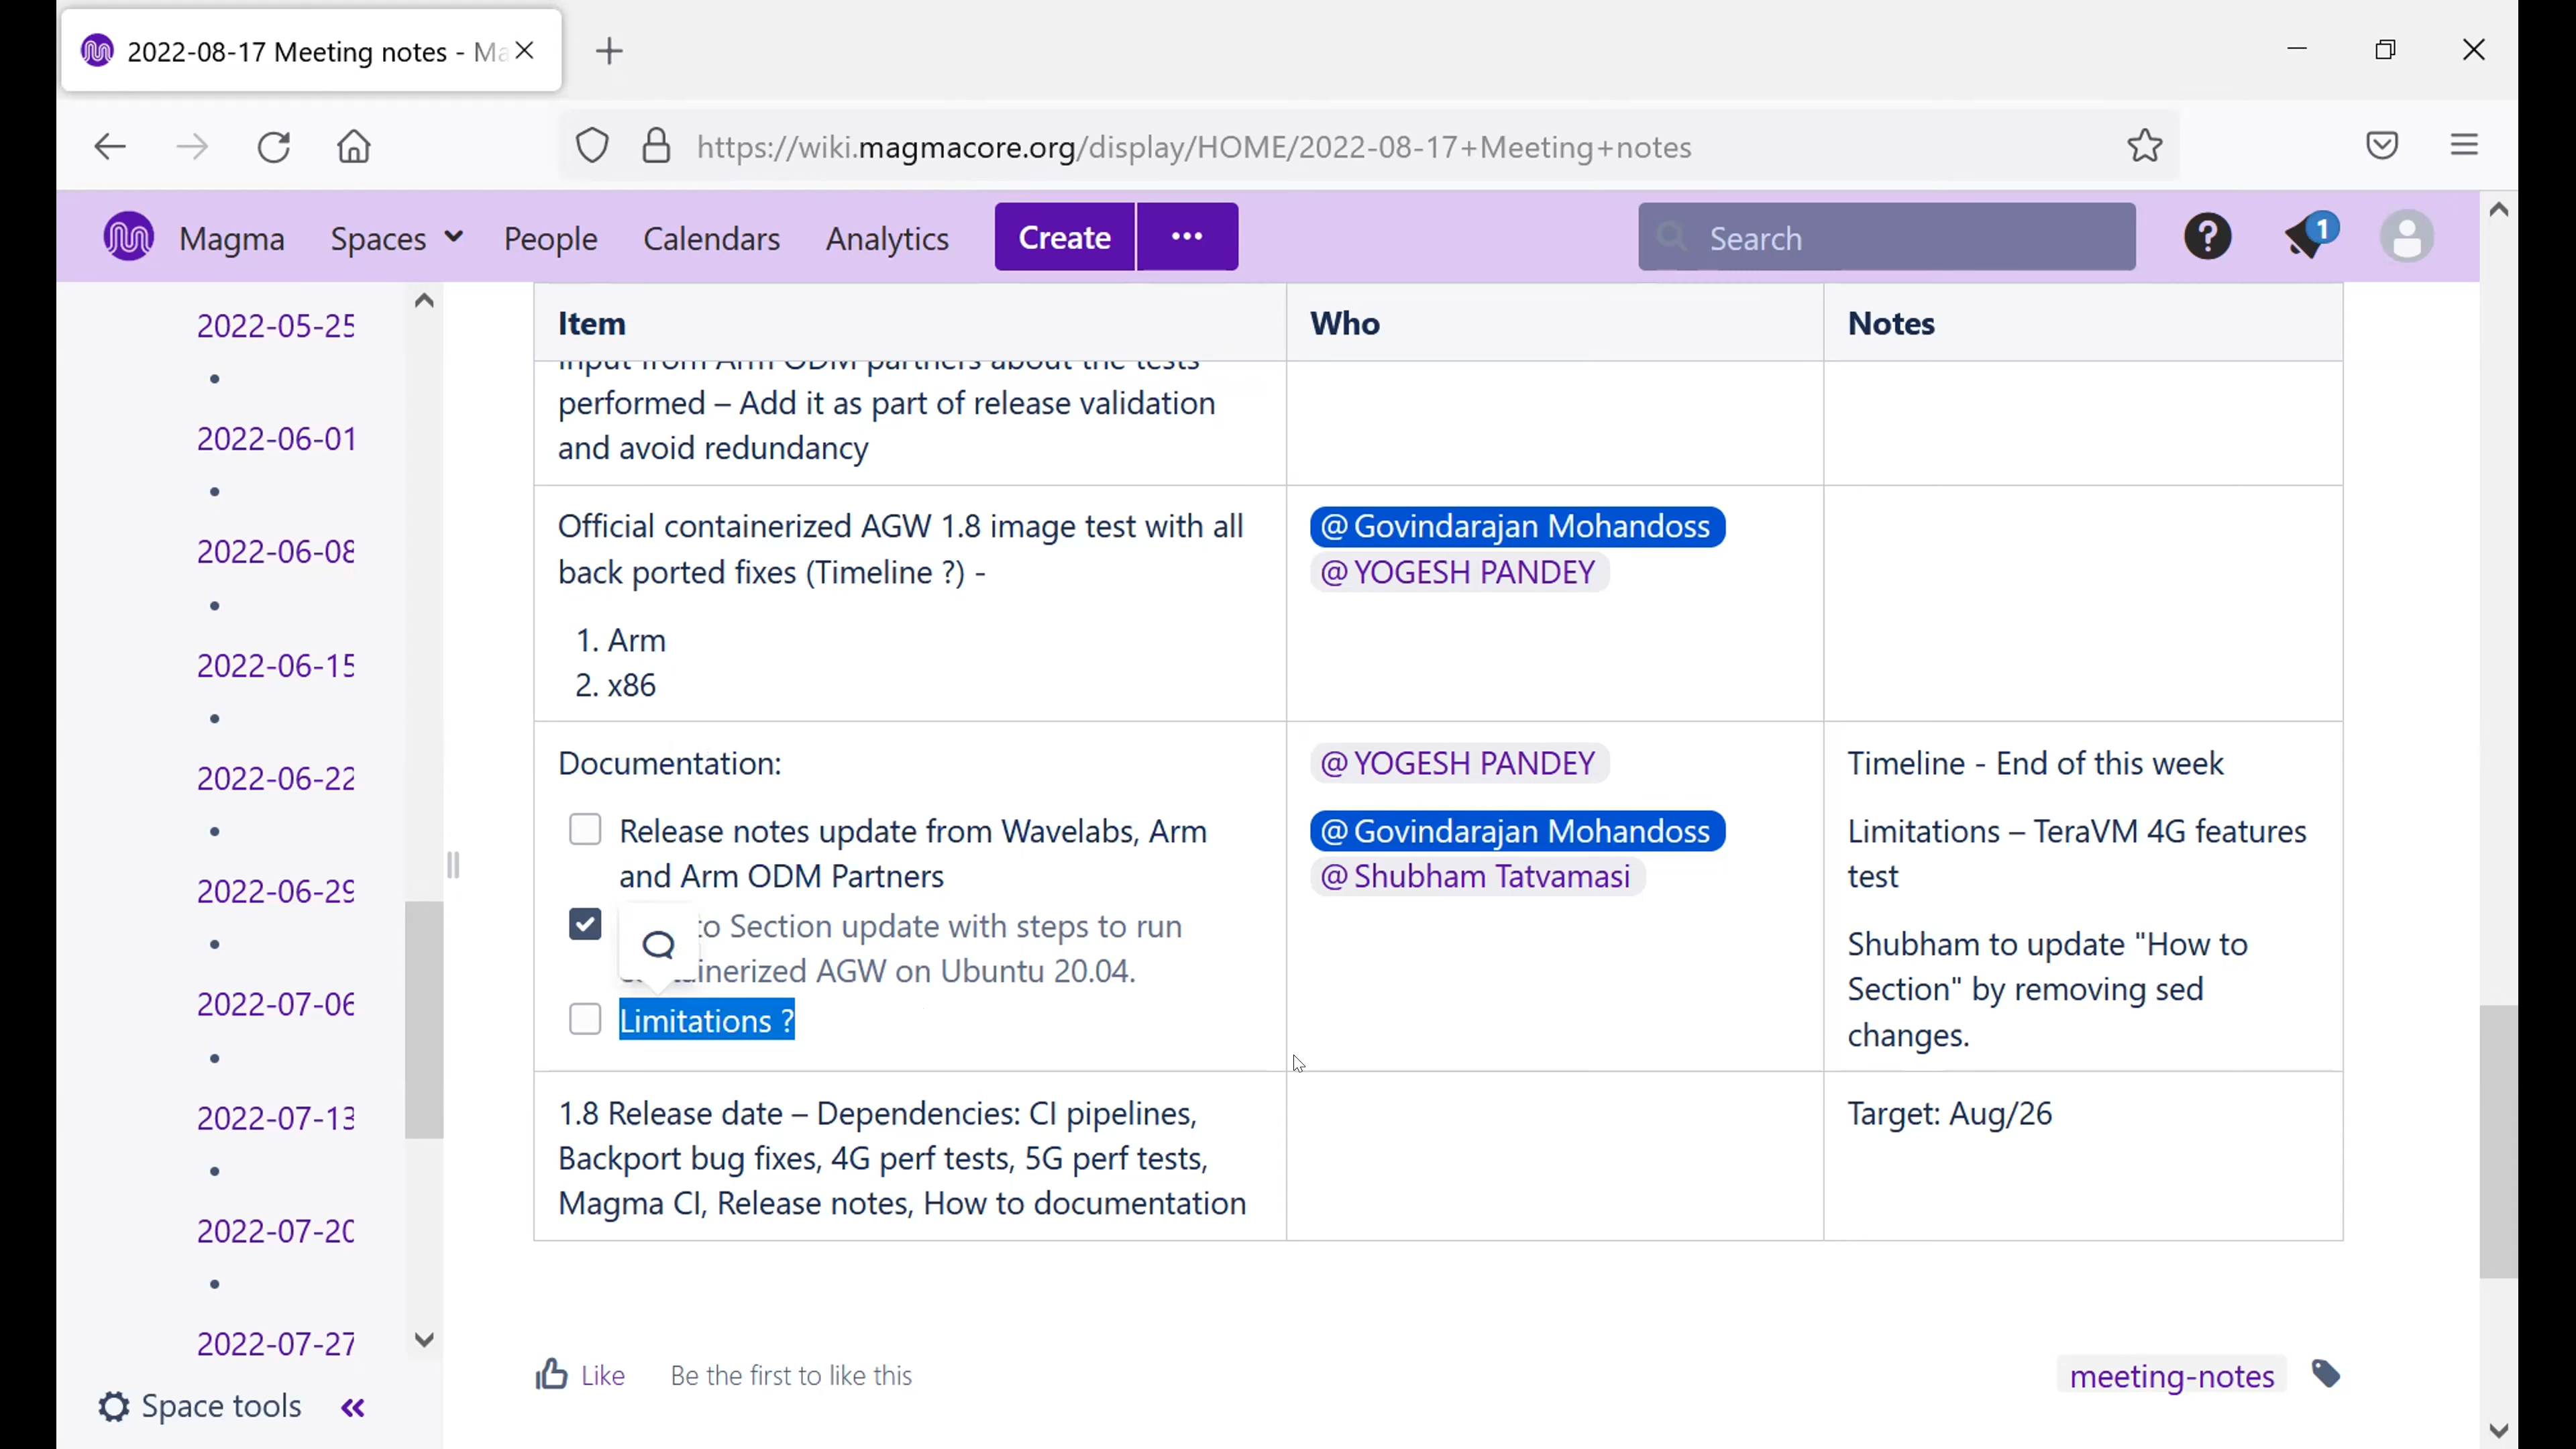 2022-08-17 Meeting notes - Ma
https://wiki.magmacore.org/display/HOME/2022-08-17+Meeting+notes
Magma Spaces People Calendars Analytics Create ••• Search ? 1
2022-05-25
2022-06-01
2022-06-08
2022-06-15
2022-06-22
2022-06-29
2022-07-06
2022-07-13
2022-07-20
2022-07-27
Space tools «
Item Who Notes
Input from Arm ODM partners about the tests
performed – Add it as part of release validation
and avoid redundancy
Official containerized AGW 1.8 image test with all
back ported fixes (Timeline ?) -
1. Arm
2. x86
@Govindarajan Mohandoss
@YOGESH PANDEY
Documentation:
Release notes update from Wavelabs, Arm
and Arm ODM Partners
to Section update with steps to run
AGW on Ubuntu 20.04.
Limitations ?
@YOGESH PANDEY
@Govindarajan Mohandoss
@Shubham Tatvamasi
Timeline - End of this week
Limitations – TeraVM 4G features
test
Shubham to update "How to
Section" by removing sed
changes.
1.8 Release date – Dependencies: CI pipelines,
Backport bug fixes, 4G perf tests, 5G perf tests,
Magma CI, Release notes, How to documentation
Target: Aug/26
Like Be the first to like this
meeting-notes